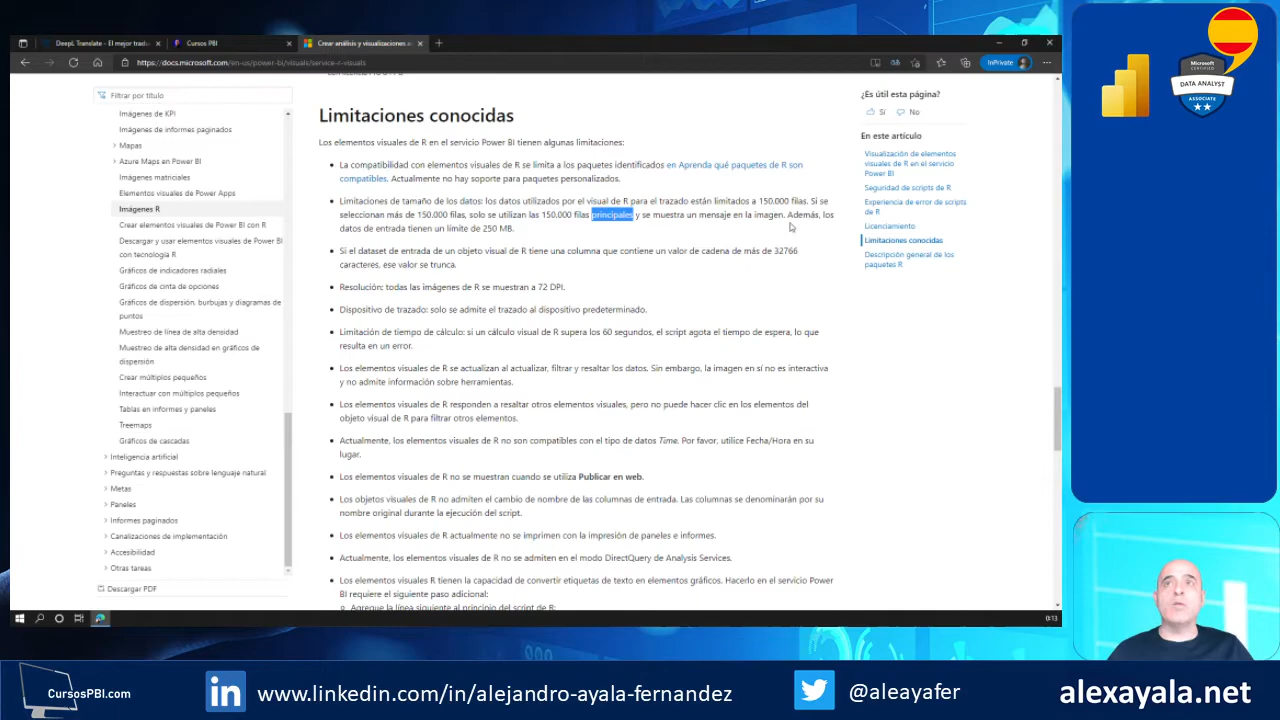 DeepL Translate - El mejor tradu
Cursos PBI
Crear análisis y visualizaciones a
https://docs.microsoft.com/en-us/power-bi/visuals/service-r-visuals
InPrivate
Filtrar por título
Imágenes de KPI
Imágenes de informes paginados
Mapas
Azure Maps en Power BI
Imágenes matriciales
Elementos visuales de Power Apps
Imágenes R
Crear elementos visuales de Power BI con R
Descargar y usar elementos visuales de Power BI
con tecnología R
Gráficos de indicadores radiales
Gráficos de cinta de opciones
Gráficos de dispersión, burbujas y diagramas de
puntos
Muestreo de línea de alta densidad
Muestreo de alta densidad en gráficos de
dispersión
Crear múltiplos pequeños
Interactuar con múltiplos pequeños
Tablas en informes y paneles
Treemaps
Gráficos de cascadas
Inteligencia artificial
Preguntas y respuestas sobre lenguaje natural
Metas
Paneles
Informes paginados
Canalizaciones de implementación
Accesibilidad
Otras tareas
Descargar PDF
Limitaciones conocidas
Los elementos visuales de R en el servicio Power BI tienen algunas limitaciones:
La compatibilidad con elementos visuales de R se limita a los paquetes identificados en Aprenda qué paquetes de R son
compatibles. Actualmente no hay soporte para paquetes personalizados.
Limitaciones de tamaño de los datos: los datos utilizados por el visual de R para el trazado están limitados a 150.000 filas. Si se
seleccionan más de 150.000 filas, solo se utilizan las 150.000 filas principales y se muestra un mensaje en la imagen. Además, los
datos de entrada tienen un límite de 250 MB.
Si el dataset de entrada de un objeto visual de R tiene una columna que contiene un valor de cadena de más de 32766
caracteres, ese valor se trunca.
Resolución: todas las imágenes de R se muestran a 72 DPI.
Dispositivo de trazado: solo se admite el trazado al dispositivo predeterminado.
Limitación de tiempo de cálculo: si un cálculo visual de R supera los 60 segundos, el script agota el tiempo de espera, lo que
resulta en un error.
Los elementos visuales de R se actualizan al actualizar, filtrar y resaltar los datos. Sin embargo, la imagen en sí no es interactiva
y no admite información sobre herramientas.
Los elementos visuales de R responden a resaltar otros elementos visuales, pero no puede hacer clic en los elementos del
objeto visual de R para filtrar otros elementos.
Actualmente, los elementos visuales de R no son compatibles con el tipo de datos Time. Por favor, utilice Fecha/Hora en su
lugar.
Los elementos visuales de R no se muestran cuando se utiliza Publicar en web.
Los objetos visuales de R no admiten el cambio de nombre de las columnas de entrada. Las columnas se denominarán por su
nombre original durante la ejecución del script.
Los elementos visuales de R actualmente no se imprimen con la impresión de paneles e informes.
Actualmente, los elementos visuales de R no se admiten en el modo DirectQuery de Analysis Services.
Los elementos visuales R tienen la capacidad de convertir etiquetas de texto en elementos gráficos. Hacerlo en el servicio Power
BI requiere el siguiente paso adicional:
Agregue la línea siguiente al principio del script de R:
¿Es útil esta página?
Sí No
En este artículo
Visualización de elementos
visuales de R en el servicio
Power BI
Seguridad de scripts de R
Experiencia de error de scripts
de R
Licenciamiento
Limitaciones conocidas
Descripción general de los
paquetes R
0:13
Microsoft
CERTIFIED
DATA ANALYST
ASSOCIATE
CursosPBI.com
in
www.linkedin.com/in/alejandro-ayala-fernandez
@aleayafer
alexayala.net